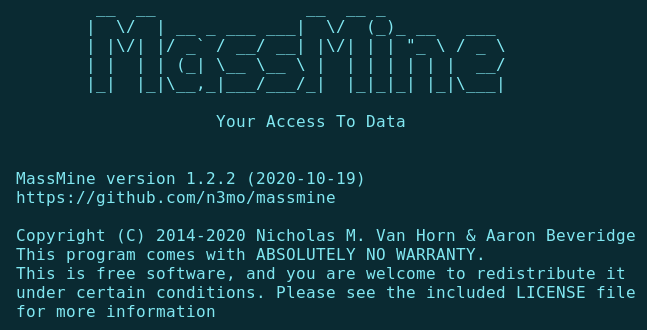 MassMine
Your Access To Data
MassMine version 1.2.2 (2020-10-19)
https://github.com/n3mo/massmine
Copyright (C) 2014-2020 Nicholas M. Van Horn & Aaron Beveridge
This program comes with ABSOLUTELY NO WARRANTY.
This is free software, and you are welcome to redistribute it
under certain conditions. Please see the included LICENSE file
for more information